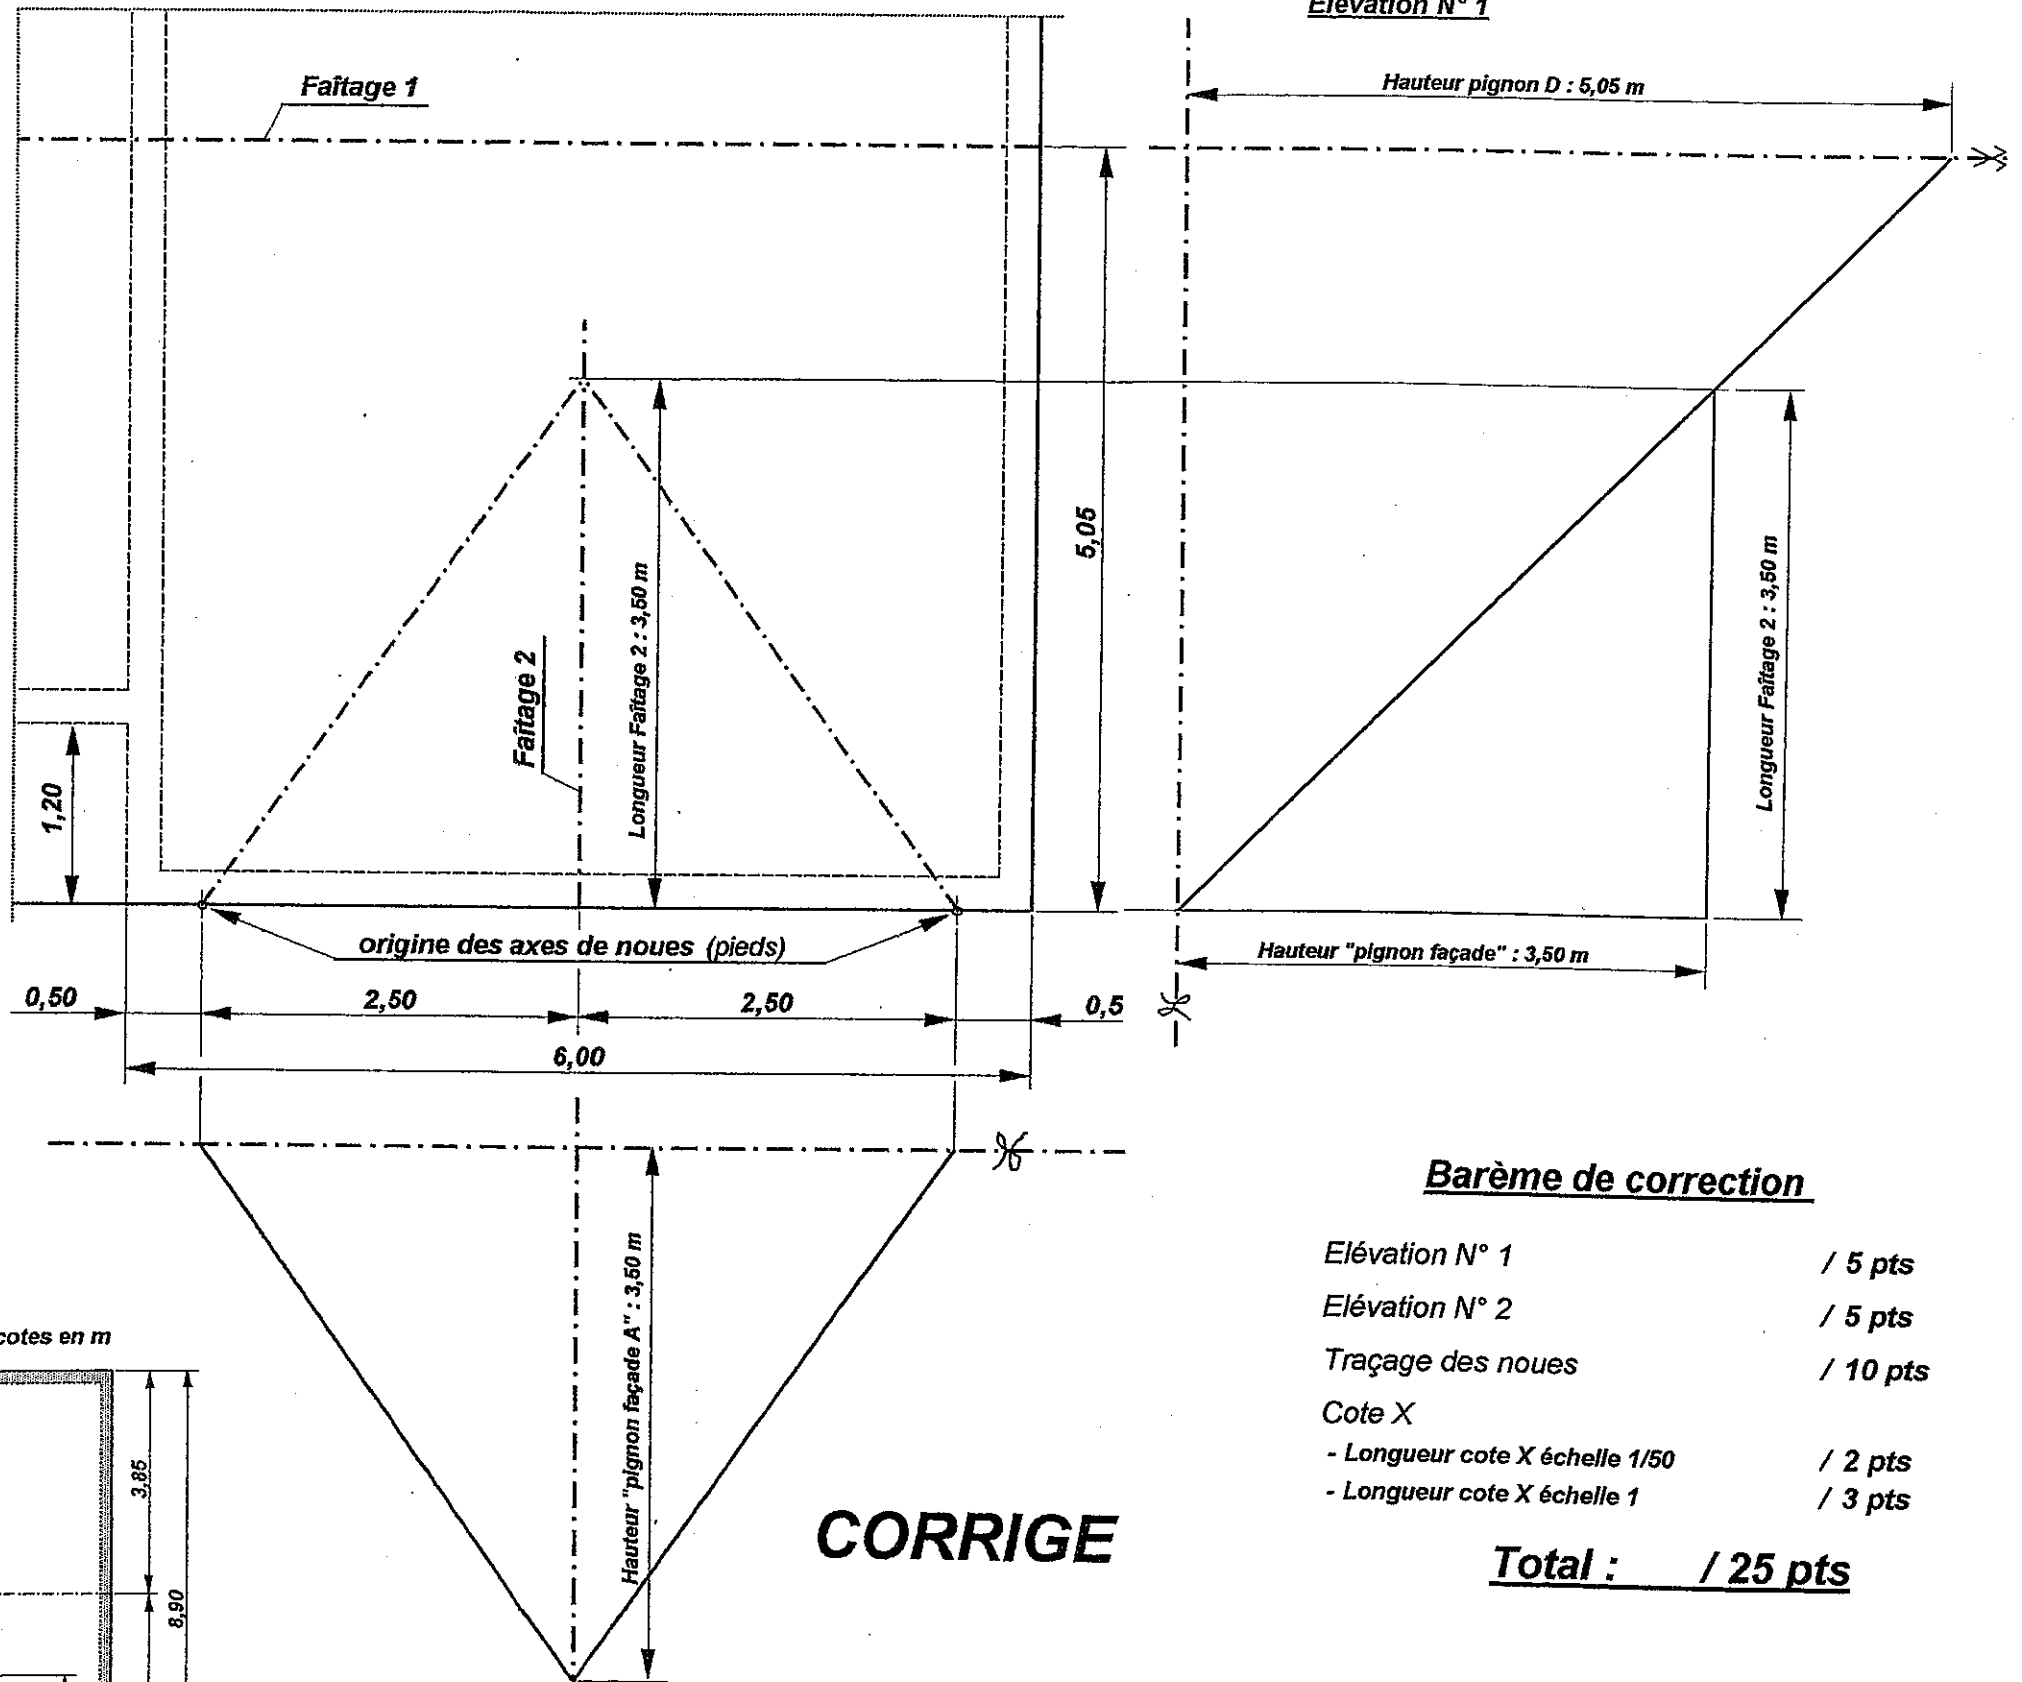 Elévation N° 1
Faîtage 1
Hauteur pignon D : 5,05 m
5,05
Longueur Faîtage 2 : 3,50 m
Faîtage 2
Longueur Faîtage 2 : 3,50 m
1,20
origine des axes de noues (pieds)
Hauteur "pignon façade" : 3,50 m
0,50
2,50
2,50
0,5
6,00
Hauteur "pignon façade A" : 3,50 m
cotes en m
3,85
8,90
CORRIGE
Barème de correction
Elévation N° 1 / 5 pts
Elévation N° 2 / 5 pts
Traçage des noues / 10 pts
Cote X
- Longueur cote X échelle 1/50 / 2 pts
- Longueur cote X échelle 1 / 3 pts
Total : / 25 pts